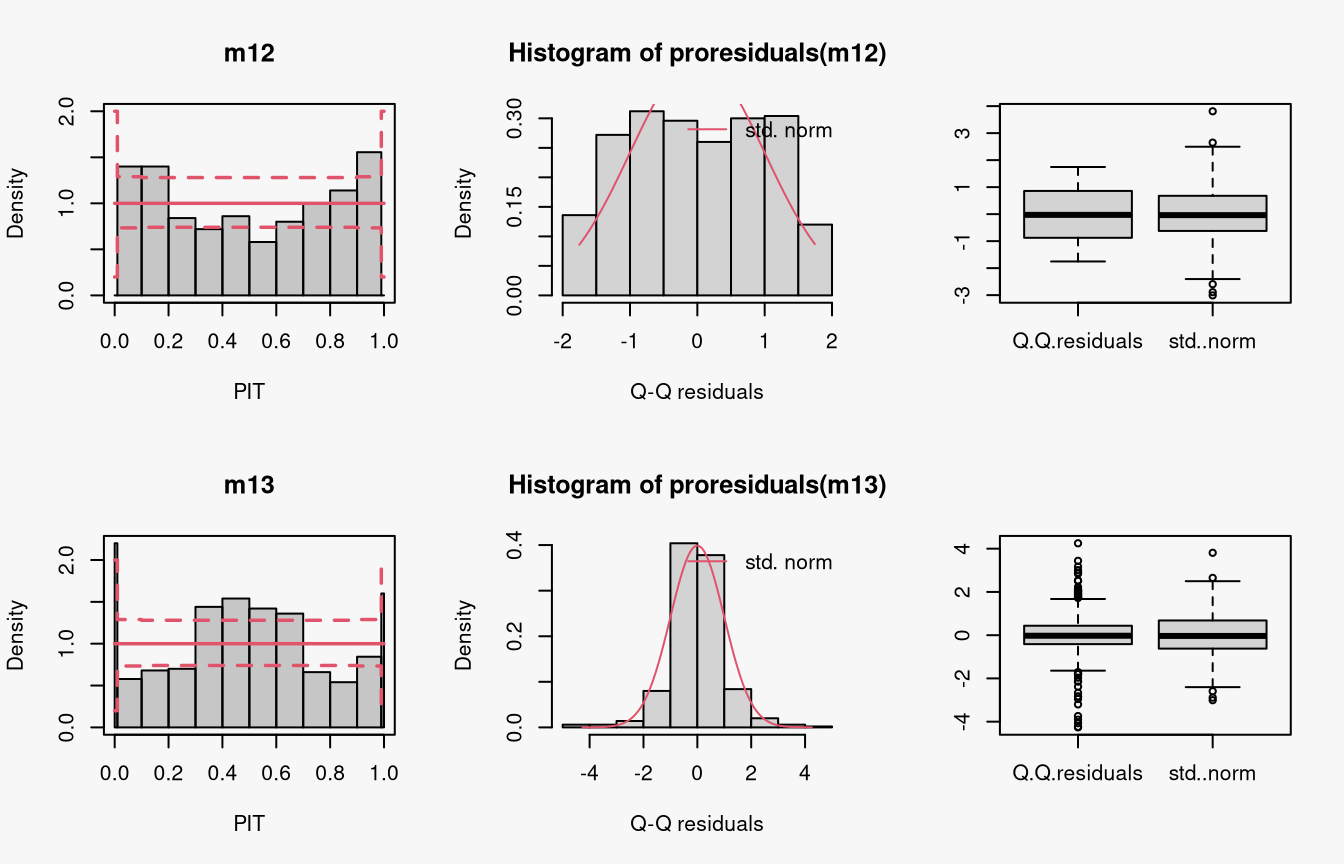 m12
Density
0.0
1.0
2.0
0.0 0.2 0.4 0.6 0.8 1.0
PIT
Histogram of proresiduals(m12)
Density
0.00
0.15
0.30
std. norm
-2 -1 0 1 2
Q-Q residuals
-3
-1
1
3
Q.Q.residuals std..norm
m13
Density
0.0
1.0
2.0
0.0 0.2 0.4 0.6 0.8 1.0
PIT
Histogram of proresiduals(m13)
Density
0.0
0.2
0.4
std. norm
-4 -2 0 2 4
Q-Q residuals
-4
-2
0
2
4
Q.Q.residuals std..norm